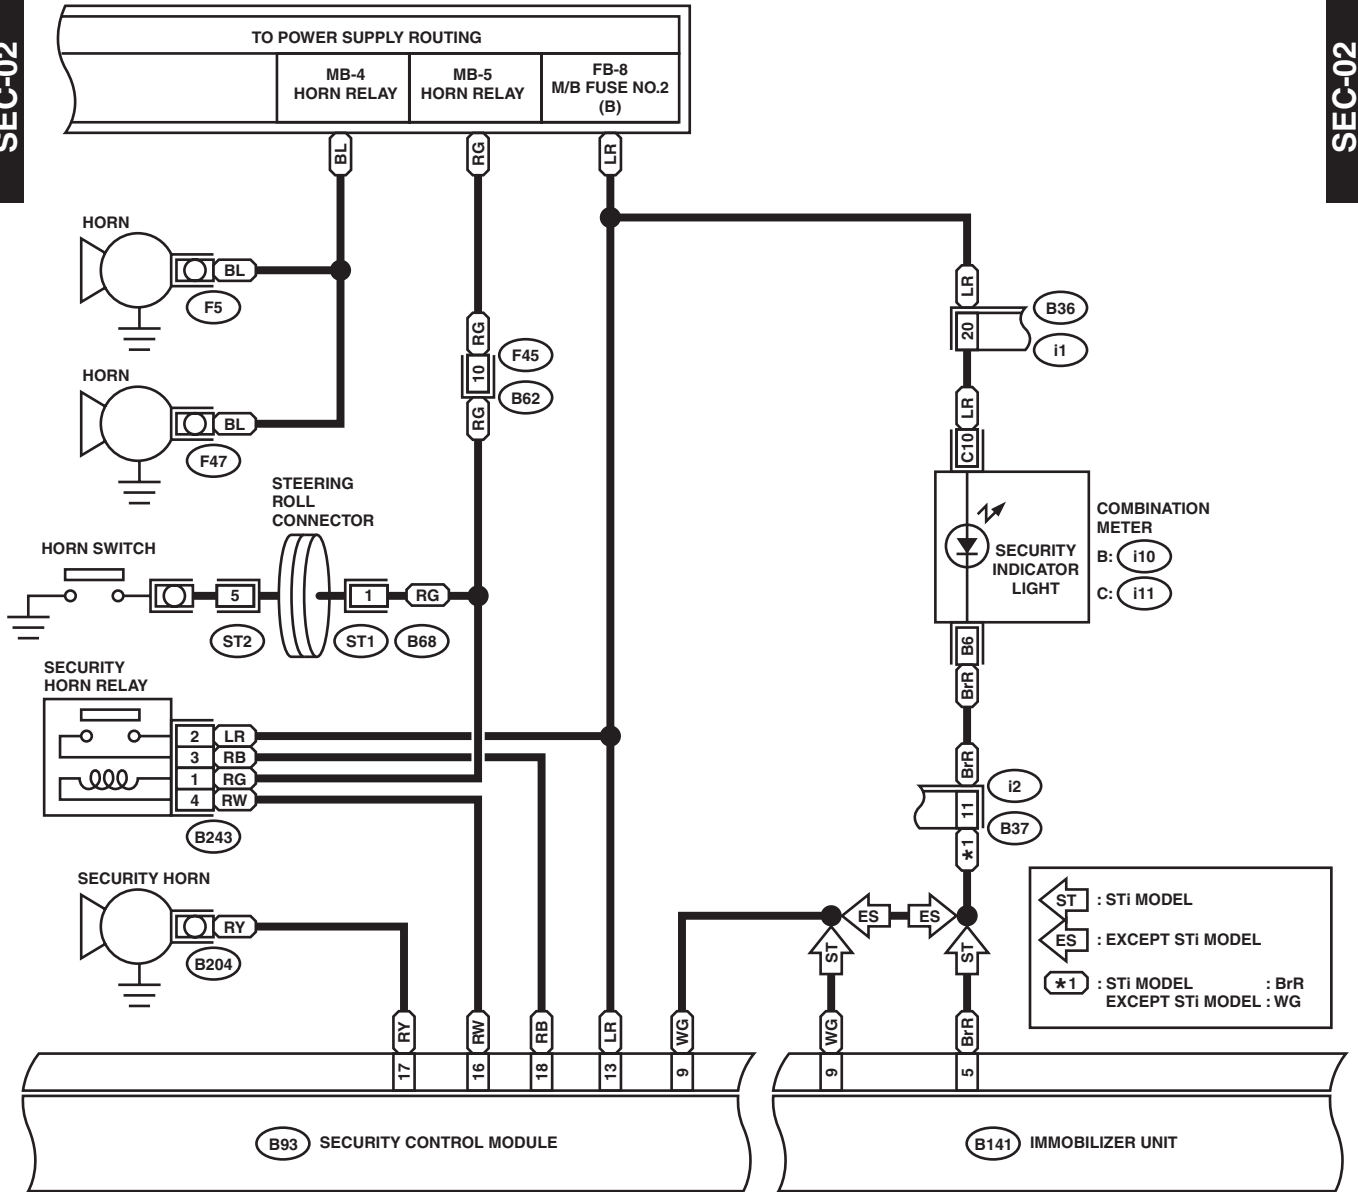 SEC-02
SEC-02
TO POWER SUPPLY ROUTING
MB-4
HORN RELAY
MB-5
HORN RELAY
FB-8
M/B FUSE NO.2
(B)
BL
RG
LR
HORN
BL
F5
HORN
BL
F47
RG
10
RG
F45
B62
LR
20
B36
i1
LR
C10
STEERING
ROLL
CONNECTOR
HORN SWITCH
5
1
RG
ST2
ST1
B68
SECURITY
INDICATOR
LIGHT
COMBINATION
METER
B: i10
C: i11
B6
BrR
BrR
11
*1
i2
B37
SECURITY
HORN RELAY
2 LR
3 RB
1 RG
4 RW
B243
SECURITY HORN
RY
B204
ES
ES
ST
ST
ST : STi MODEL
ES : EXCEPT STi MODEL
*1 : STi MODEL : BrR
EXCEPT STi MODEL : WG
RY
RW
RB
LR
WG
WG
BrR
17
16
18
13
9
9
5
B93 SECURITY CONTROL MODULE
B141 IMMOBILIZER UNIT